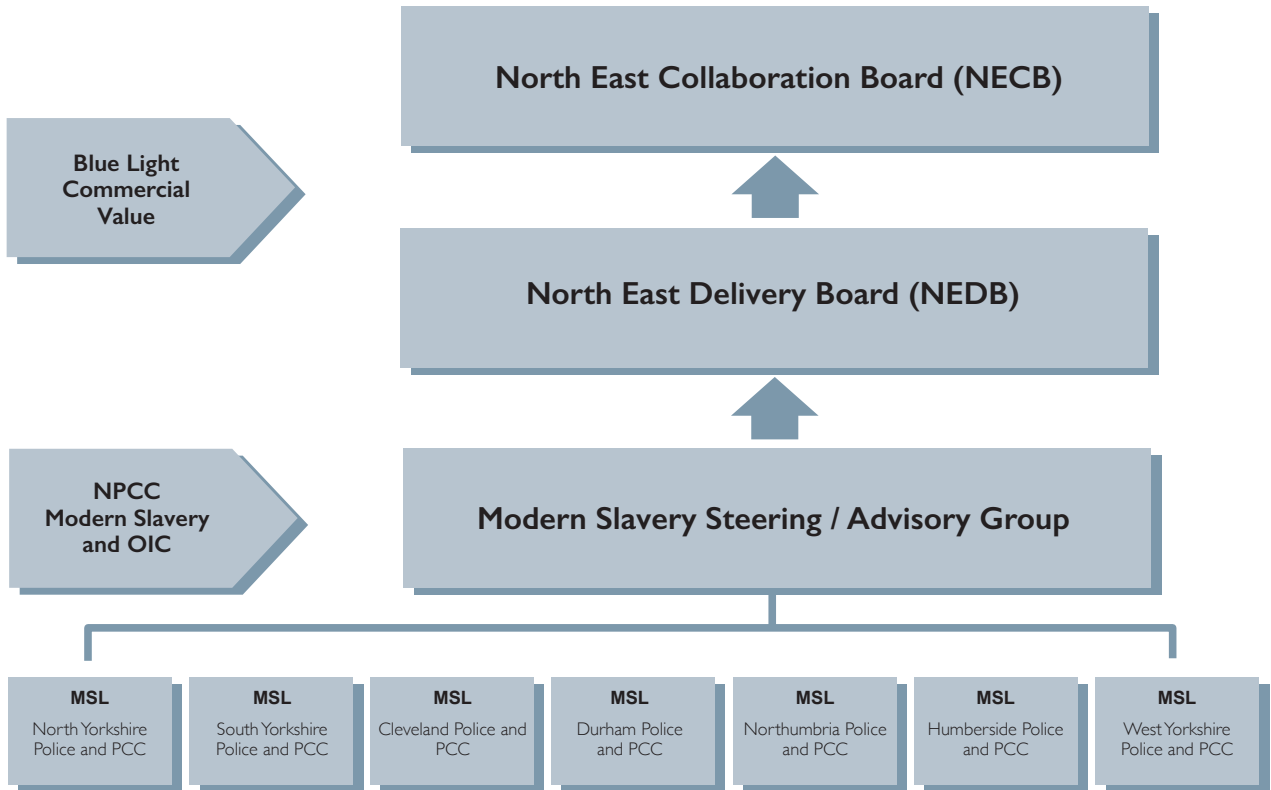 North East Collaboration Board (NECB)
Blue Light
Commercial
Value
North East Delivery Board (NEDB)
NPCC
Modern Slavery
and OIC
Modern Slavery Steering / Advisory Group
MSL
North Yorkshire
Police and PCC
MSL
South Yorkshire
Police and PCC
MSL
Cleveland Police and
PCC
MSL
Durham Police
and PCC
MSL
Northumbria Police
and PCC
MSL
Humberside Police
and PCC
MSL
West Yorkshire
Police and PCC